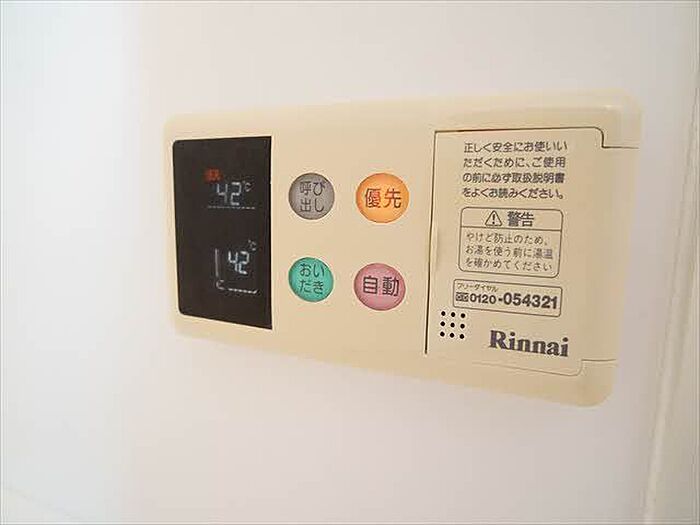 優先
42℃
42℃
呼び
出し
優先
おい
だき
自動
正しく安全にお使いい
ただくために、ご使用
の前に必ず取扱説明書
をよくお読みください。
警告
やけど防止のため、
お湯を使う前に湯温
を確かめてください
フリーダイヤル
0120-054321
Rinnai